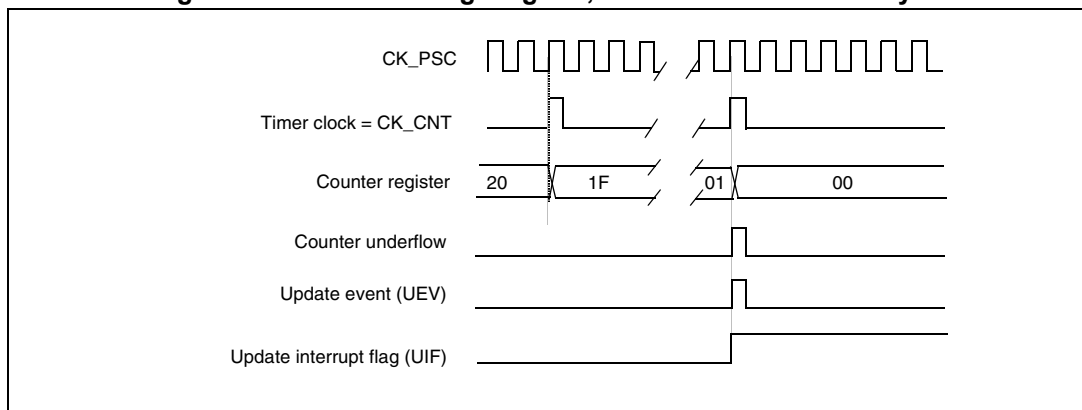 CK_PSC
Timer clock = CK_CNT
Counter register 20 1F 01 00
Counter underflow
Update event (UEV)
Update interrupt flag (UIF)